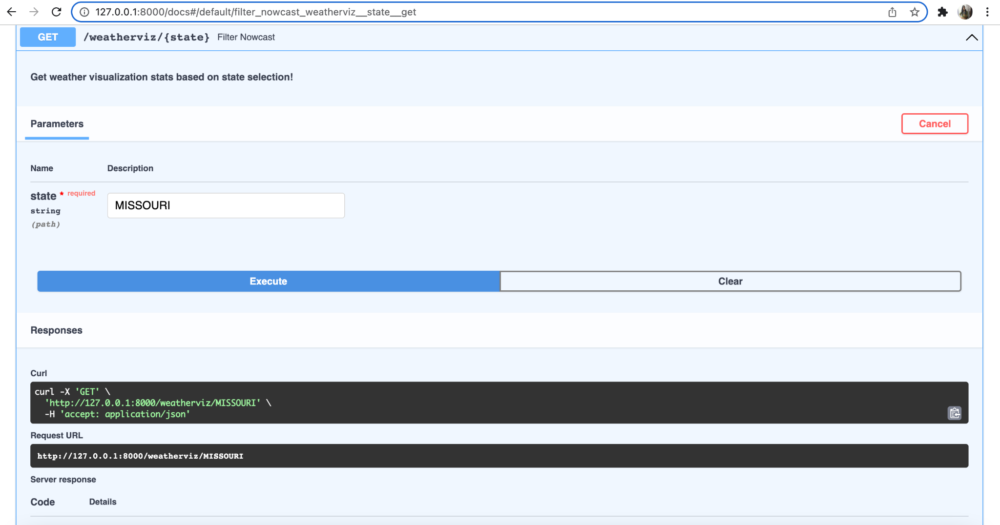 127.0.0.1:8000/docs#/default/filter_nowcast_weatherviz__state__get
GET /weatherviz/{state} Filter Nowcast
Get weather visualization stats based on state selection!
Parameters
Cancel
Name Description
state * required
string
(path)
MISSOURI
Execute
Clear
Responses
Curl
curl -X 'GET' \
'http://127.0.0.1:8000/weatherviz/MISSOURI' \
-H 'accept: application/json'
Request URL
http://127.0.0.1:8000/weatherviz/MISSOURI
Server response
Code Details